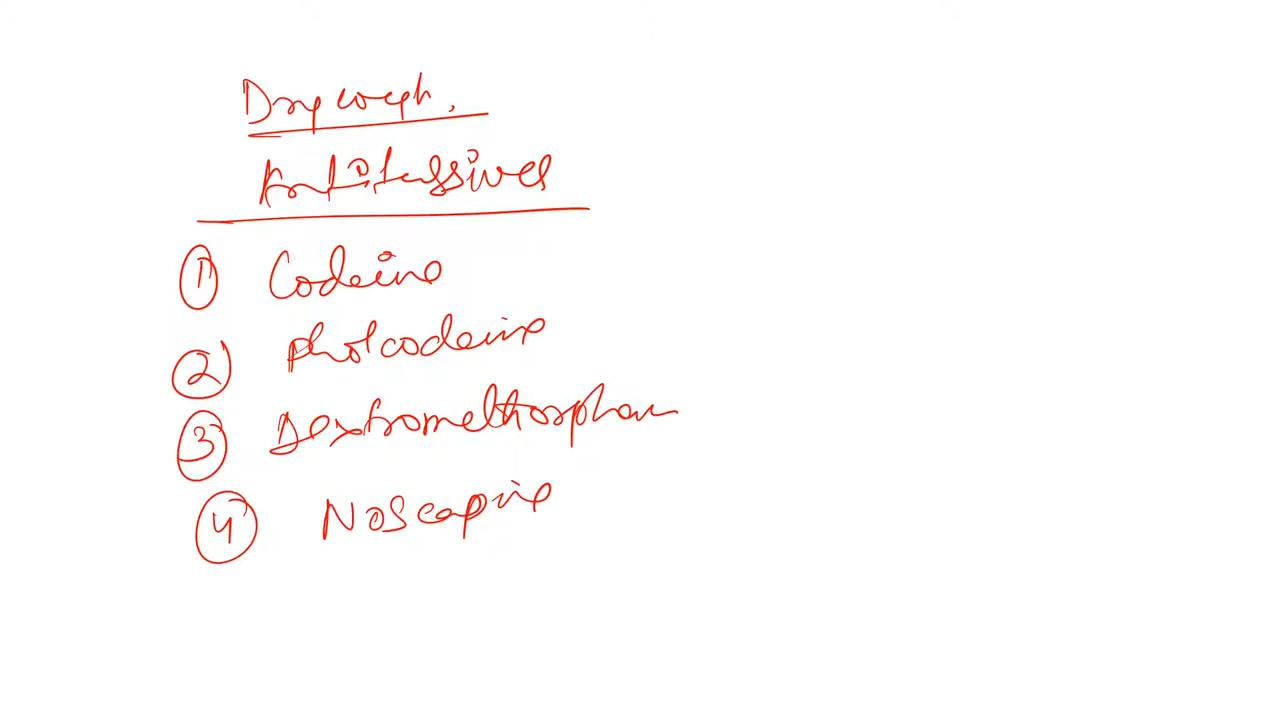 Dry cough.
Antitussives
1) Codeine
2) Pholcodeine
3) Dextromethorphan
4) Noscapine